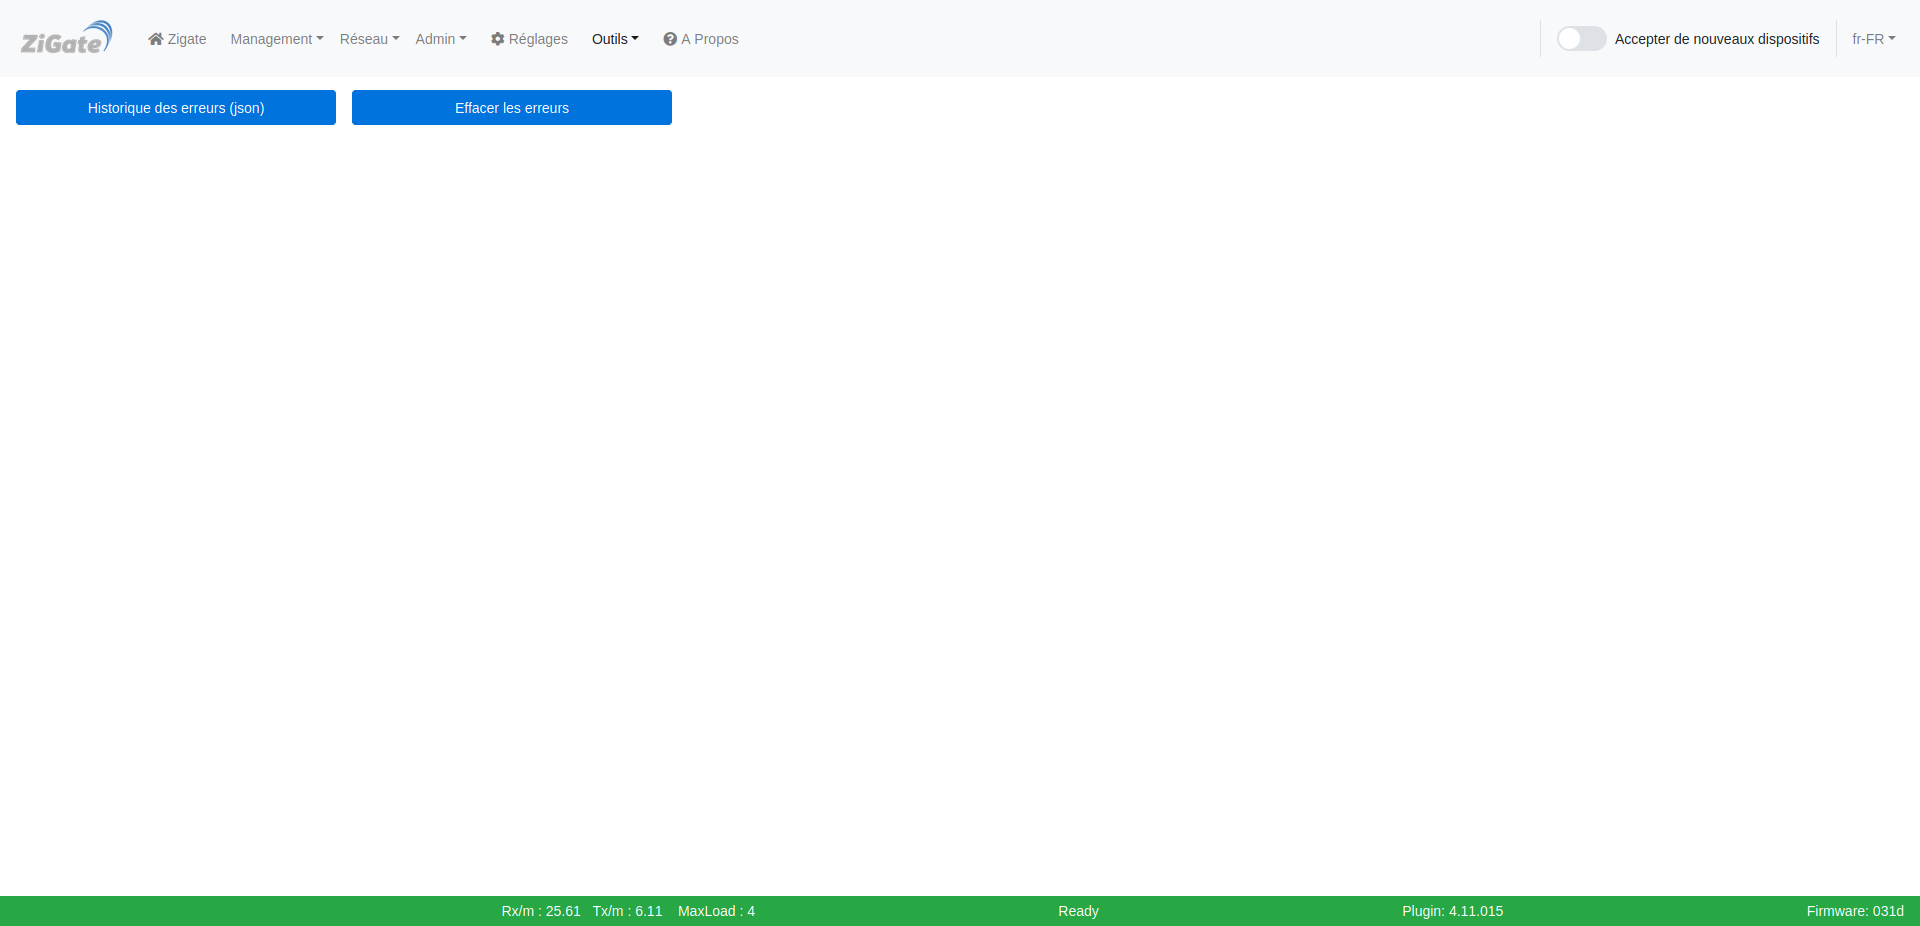 ZiGate Zigate Management Réseau Admin Réglages Outils A Propos Accepter de nouveaux dispositifs fr-FR
Historique des erreurs (json) Effacer les erreurs
Rx/m : 25.61 Tx/m : 6.11 MaxLoad : 4 Ready Plugin: 4.11.015 Firmware: 031d